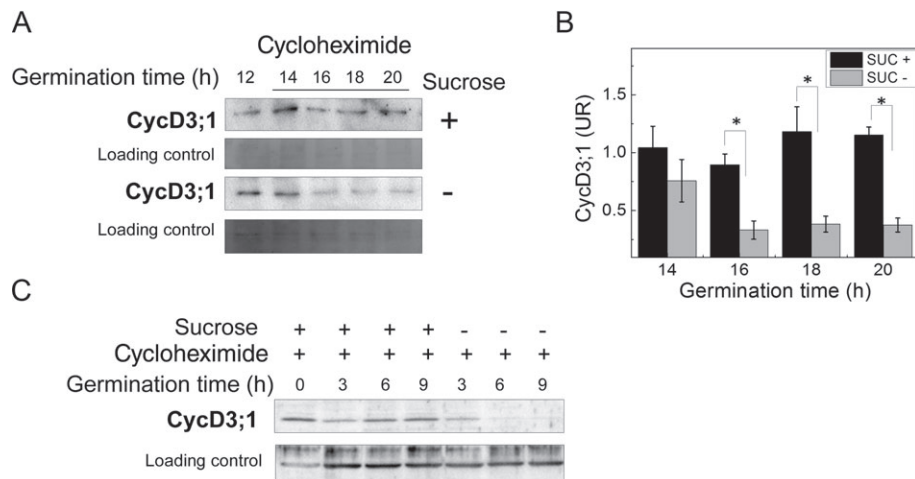 A
Cycloheximide
Germination time (h) 12 14 16 18 20 Sucrose
CycD3;1 +
Loading control
CycD3;1 -
Loading control
B
SUC +
SUC -
* * *
1.5
1.0
0.5
CycD3;1 (UR)
14 16 18 20
Germination time (h)
C
Sucrose + + + + - - -
Cycloheximide + + + + + + +
Germination time (h) 0 3 6 9 3 6 9
CycD3;1
Loading control